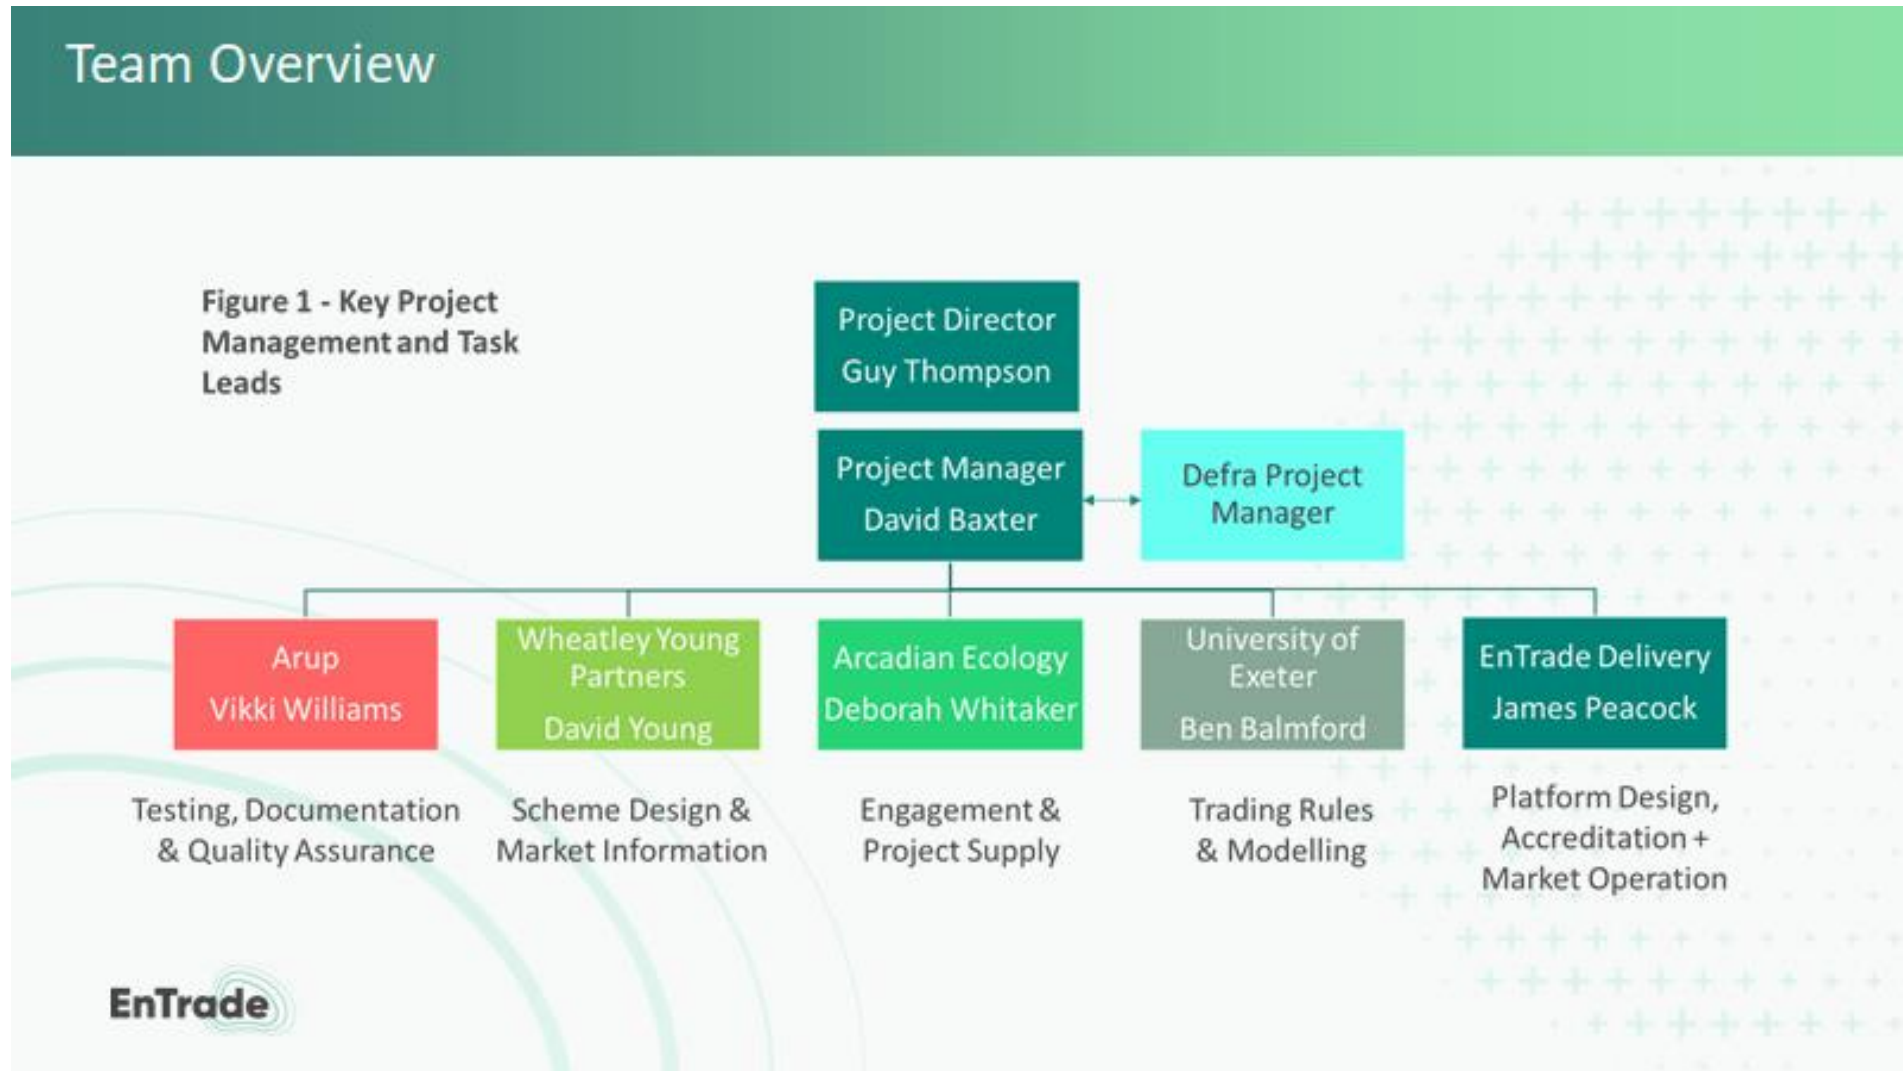 Team Overview
Figure 1 - Key Project
Management and Task
Leads
Project Director
Guy Thompson
Project Manager
David Baxter
Defra Project
Manager
Arup
Vikki Williams
Wheatley Young
Partners
David Young
Arcadian Ecology
Deborah Whitaker
University of
Exeter
Ben Balmford
EnTrade Delivery
James Peacock
Testing, Documentation
& Quality Assurance
Scheme Design &
Market Information
Engagement &
Project Supply
Trading Rules
& Modelling
Platform Design,
Accreditation +
Market Operation
EnTrade